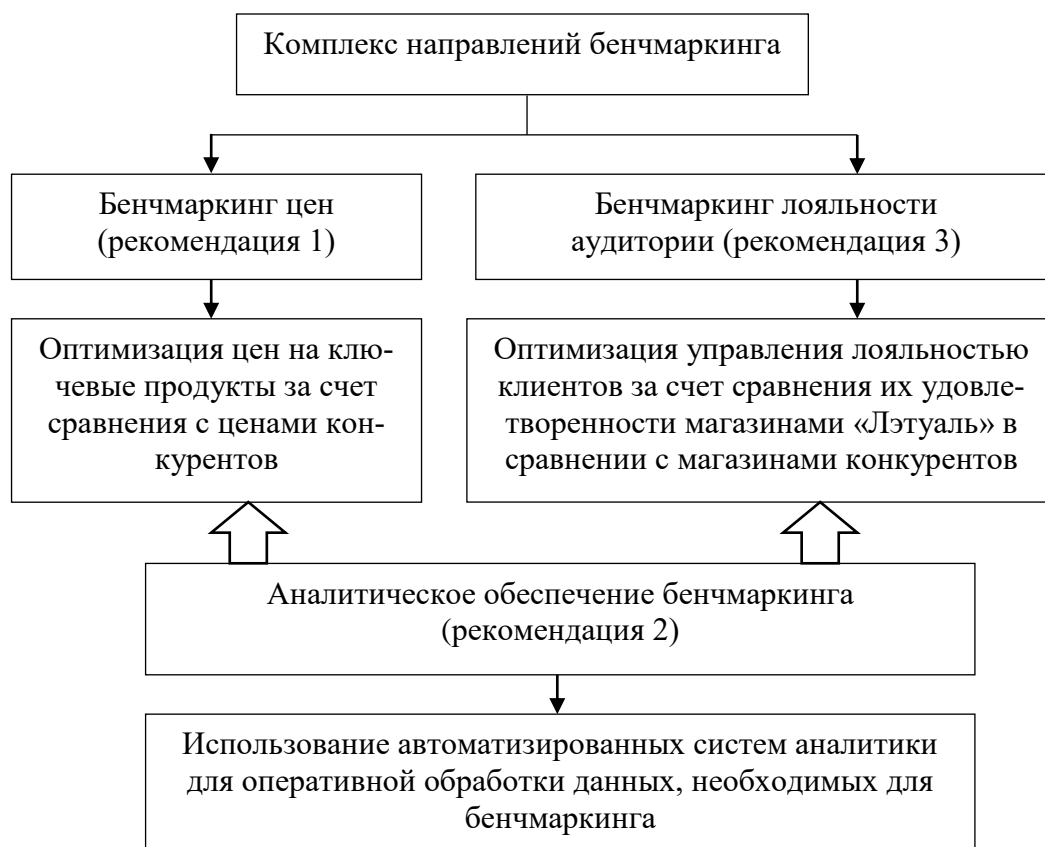 Комплекс направлений бенчмаркинга
Бенчмаркинг цен
(рекомендация 1)
Бенчмаркинг лояльности
аудитории (рекомендация 3)
Оптимизация цен на клю-
чевые продукты за счет
сравнения с ценами кон-
курентов
Оптимизация управления лояльностью
клиентов за счет сравнения их удовле-
творенности магазинами «Лэтуаль» в
сравнении с магазинами конкурентов
Аналитическое обеспечение бенчмаркинга
(рекомендация 2)
Использование автоматизированных систем аналитики
для оперативной обработки данных, необходимых для
бенчмаркинга